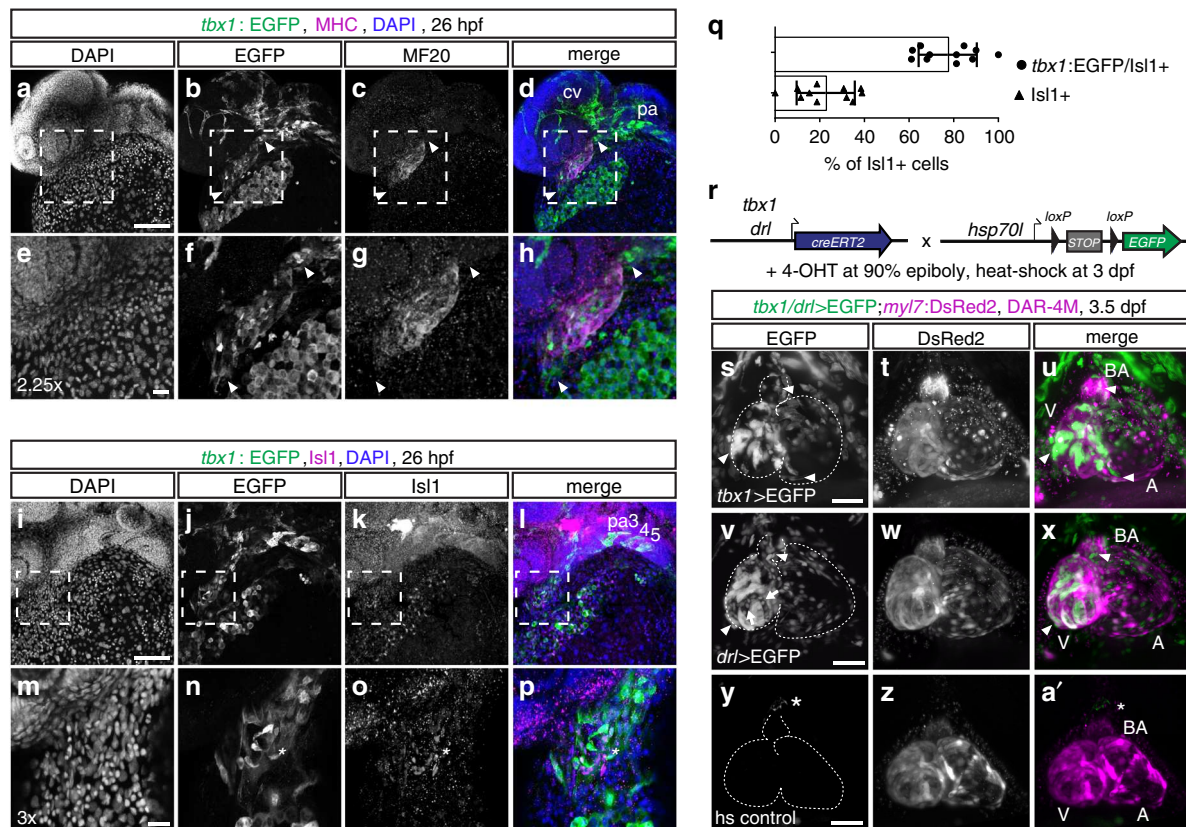 tbx1: EGFP, MHC, DAPI, 26 hpf
DAPI EGFP MF20 merge
a b c d
cv
pa
e f g h
2.25x
tbx1: EGFP,Isl1,DAPI, 26 hpf
DAPI EGFP Isl1 merge
i j k l
pa3 4 5
m n o p
* * *
3x
q
tbx1:EGFP/Isl1+
Isl1+
0 20 40 60 80 100
% of Isl1+ cells
r
tbx1
drl
creERT2
x
hsp70l
loxP loxP
STOP
EGFP
+ 4-OHT at 90% epiboly, heat-shock at 3 dpf
tbx1/drl>EGFP;myl7:DsRed2, DAR-4M, 3.5 dpf
EGFP DsRed2 merge
s t u
BA
V
A
tbx1>EGFP
v w x
BA
V A
drl>EGFP
y z a′
* *
BA
V A
hs control